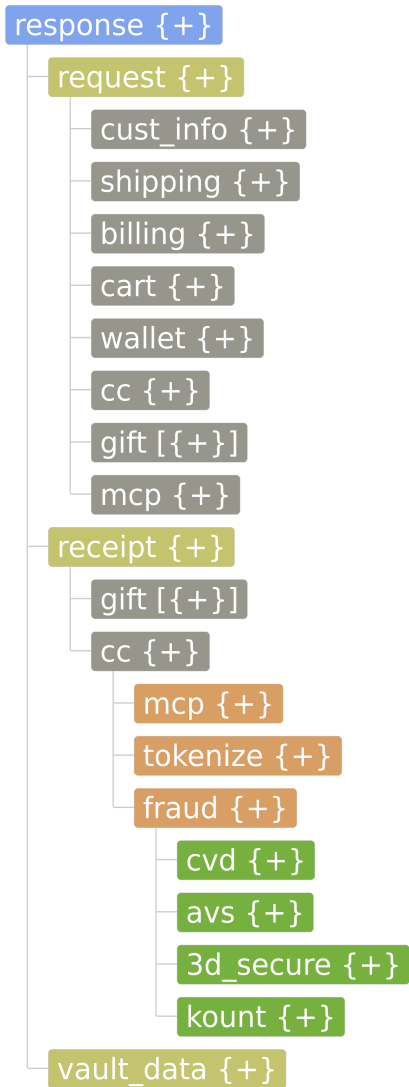 response {+}
request {+}
cust_info {+}
shipping {+}
billing {+}
cart {+}
wallet {+}
cc {+}
gift [{+}]
mcp {+}
receipt {+}
gift [{+}]
cc {+}
mcp {+}
tokenize {+}
fraud {+}
cvd {+}
avs {+}
3d_secure {+}
kount {+}
vault_data {+}